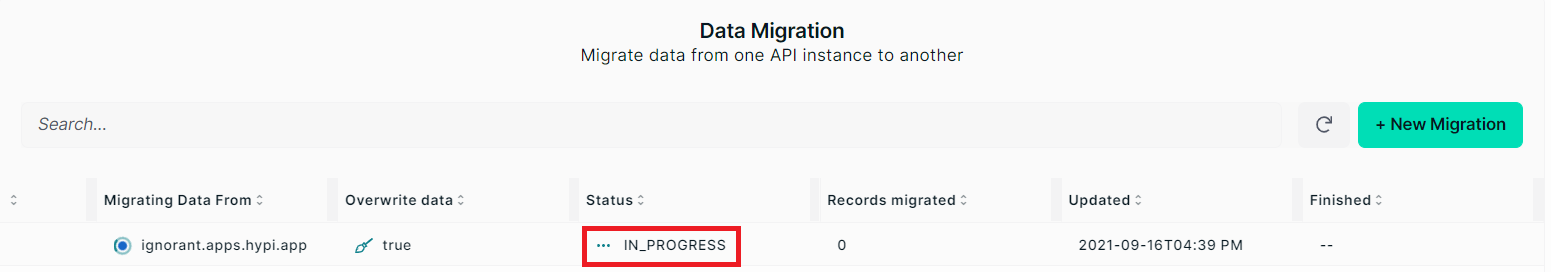 Data Migration
Migrate data from one API instance to another
Search...
+ New Migration
Migrating Data From Overwrite data Status Records migrated Updated Finished
ignorant.apps.hypi.app true IN_PROGRESS 0 2021-09-16T04:39 PM --